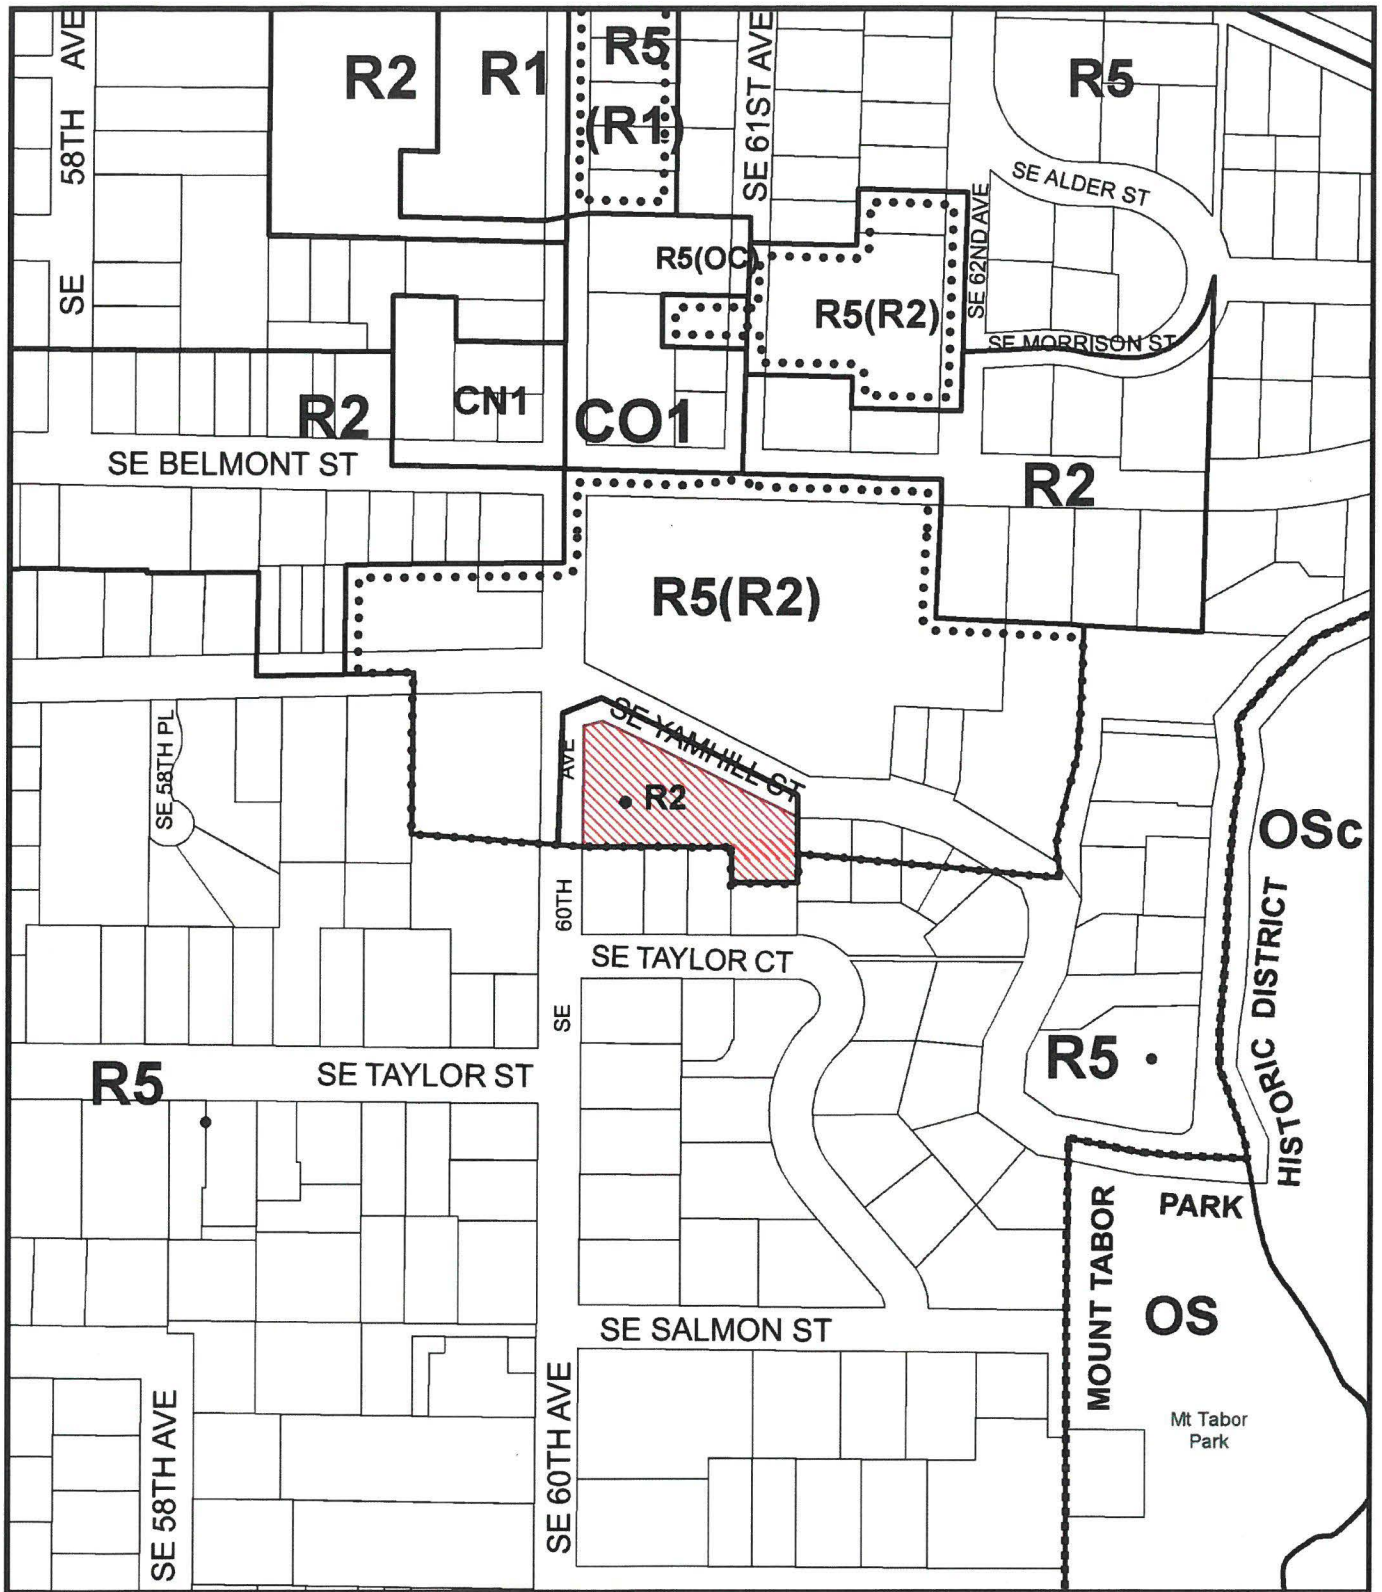 SE 58TH AVE
R2
R1
R5
(R1)
SE 61ST AVE
R5
SE ALDER ST
SE 62ND AVE
R5(OC)
R5(R2)
SE MORRISON ST
R2
CN1
CO1
SE BELMONT ST
R2
R5(R2)
SE 58TH PL
SE YAMHILL CT
R2
SE 60TH AVE
OSc
SE TAYLOR CT
R5
SE TAYLOR ST
R5
HISTORIC DISTRICT
MOUNT TABOR
PARK
OS
SE SALMON ST
SE 58TH AVE
SE 60TH AVE
Mt Tabor
Park